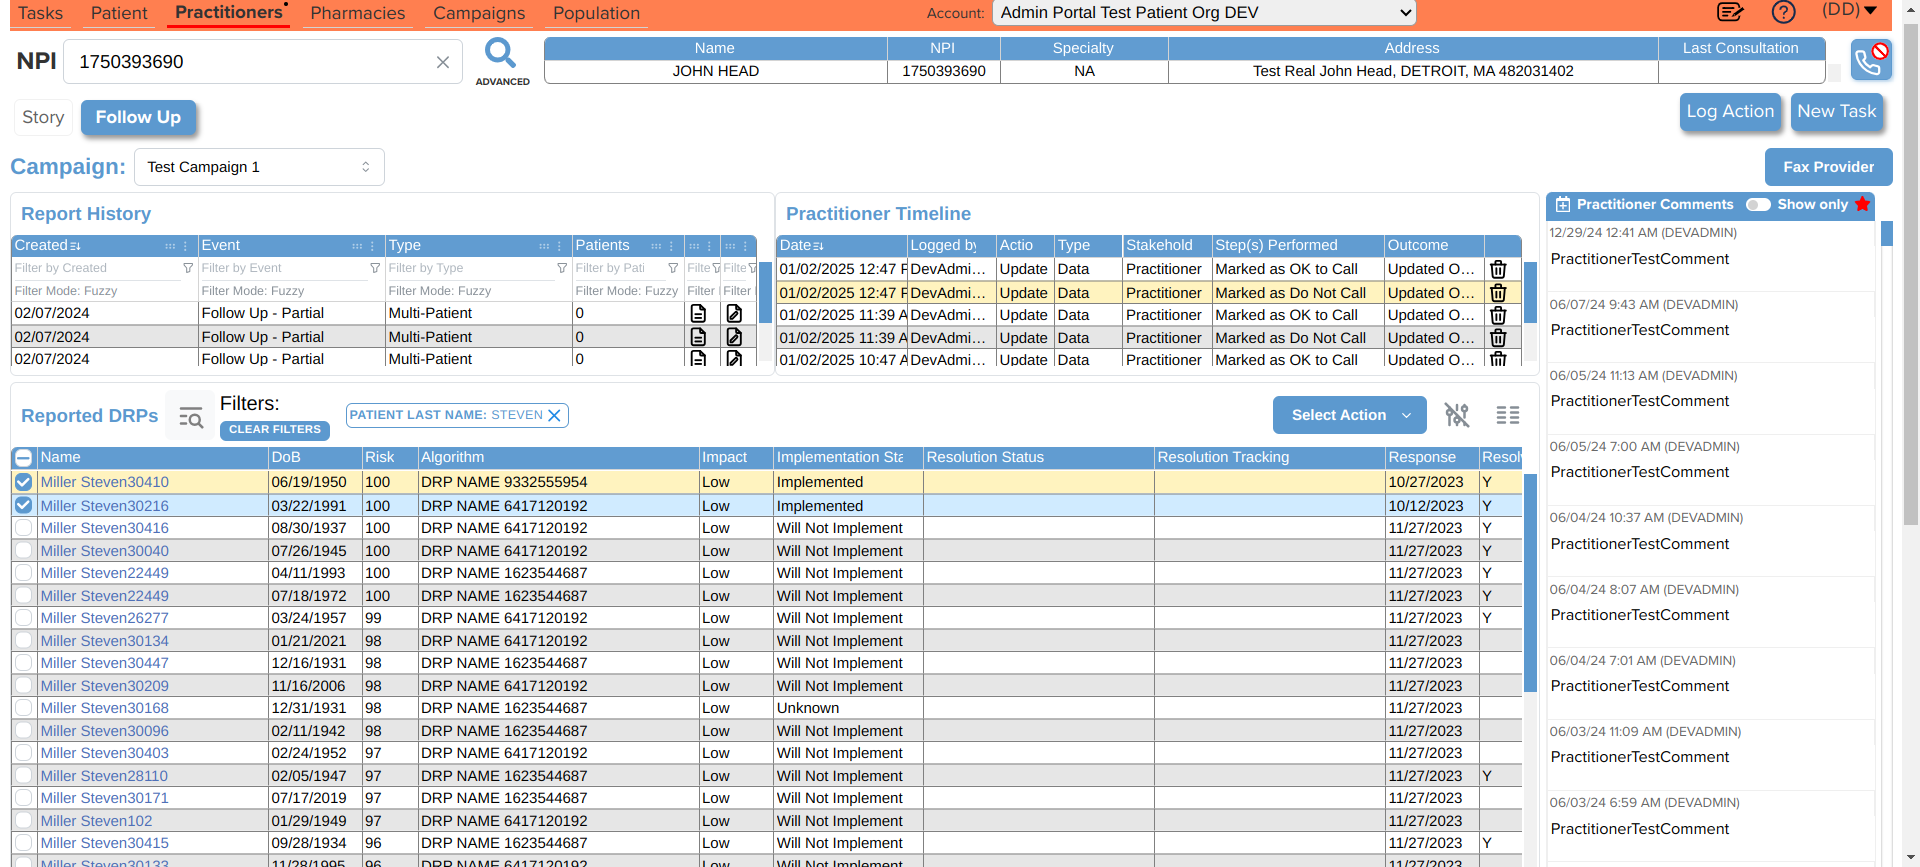 Tasks Patient Practitioners Pharmacies Campaigns Population Account: Admin Portal Test Patient Org DEV (DD)
NPI 1750393690 ADVANCED
Name NPI Specialty Address Last Consultation
JOHN HEAD 1750393690 NA Test Real John Head, DETROIT, MA 482031402
Story Follow Up Log Action New Task
Campaign: Test Campaign 1 Fax Provider
Report History
Created Event Type Patients
Filter by Created Filter by Event Filter by Type Filter by Pati Filte Filte
Filter Mode: Fuzzy Filter Mode: Fuzzy Filter Mode: Fuzzy Filter Mode: Fuzzy Filter Filter
02/07/2024 Follow Up - Partial Multi-Patient 0
02/07/2024 Follow Up - Partial Multi-Patient 0
02/07/2024 Follow Up - Partial Multi-Patient 0
Practitioner Timeline
Date Logged by Actio Type Stakehold Step(s) Performed Outcome
01/02/2025 12:47 P DevAdmi... Update Data Practitioner Marked as OK to Call Updated O...
01/02/2025 12:47 P DevAdmi... Update Data Practitioner Marked as Do Not Call Updated O...
01/02/2025 11:39 A DevAdmi... Update Data Practitioner Marked as OK to Call Updated O...
01/02/2025 11:39 A DevAdmi... Update Data Practitioner Marked as Do Not Call Updated O...
01/02/2025 10:47 A DevAdmi... Update Data Practitioner Marked as OK to Call Updated O...
Practitioner Comments Show only
12/29/24 12:41 AM (DEVADMIN)
PractitionerTestComment
06/07/24 9:43 AM (DEVADMIN)
PractitionerTestComment
06/05/24 11:13 AM (DEVADMIN)
PractitionerTestComment
06/05/24 7:00 AM (DEVADMIN)
PractitionerTestComment
06/04/24 10:37 AM (DEVADMIN)
PractitionerTestComment
06/04/24 8:07 AM (DEVADMIN)
PractitionerTestComment
06/04/24 7:01 AM (DEVADMIN)
PractitionerTestComment
06/03/24 11:09 AM (DEVADMIN)
PractitionerTestComment
06/03/24 6:59 AM (DEVADMIN)
PractitionerTestComment
Reported DRPs Filters: CLEAR FILTERS PATIENT LAST NAME: STEVEN Select Action
Name DoB Risk Algorithm Impact Implementation Sta Resolution Status Resolution Tracking Response Resolv
Miller Steven30410 06/19/1950 100 DRP NAME 9332555954 Low Implemented 10/27/2023 Y
Miller Steven30216 03/22/1991 100 DRP NAME 6417120192 Low Implemented 10/12/2023 Y
Miller Steven30416 08/30/1937 100 DRP NAME 6417120192 Low Will Not Implement 11/27/2023 Y
Miller Steven30040 07/26/1945 100 DRP NAME 6417120192 Low Will Not Implement 11/27/2023 Y
Miller Steven22449 04/11/1993 100 DRP NAME 1623544687 Low Will Not Implement 11/27/2023 Y
Miller Steven22449 07/18/1972 100 DRP NAME 1623544687 Low Will Not Implement 11/27/2023 Y
Miller Steven26277 03/24/1957 99 DRP NAME 6417120192 Low Will Not Implement 11/27/2023 Y
Miller Steven30134 01/21/2021 98 DRP NAME 6417120192 Low Will Not Implement 11/27/2023
Miller Steven30447 12/16/1931 98 DRP NAME 1623544687 Low Will Not Implement 11/27/2023
Miller Steven30209 11/16/2006 98 DRP NAME 6417120192 Low Will Not Implement 11/27/2023
Miller Steven30168 12/31/1931 98 DRP NAME 1623544687 Low Unknown 11/27/2023
Miller Steven30096 02/11/1942 98 DRP NAME 1623544687 Low Will Not Implement 11/27/2023
Miller Steven30403 02/24/1952 97 DRP NAME 6417120192 Low Will Not Implement 11/27/2023
Miller Steven28110 02/05/1947 97 DRP NAME 1623544687 Low Will Not Implement 11/27/2023 Y
Miller Steven30171 07/17/2019 97 DRP NAME 1623544687 Low Will Not Implement 11/27/2023
Miller Steven102 01/29/1949 97 DRP NAME 1623544687 Low Will Not Implement 11/27/2023
Miller Steven30415 09/28/1934 96 DRP NAME 6417120192 Low Will Not Implement 11/27/2023 Y
Miller Steven30133 11/28/1995 96 DRP NAME 6417120192 Low Will Not Implement 11/27/2023